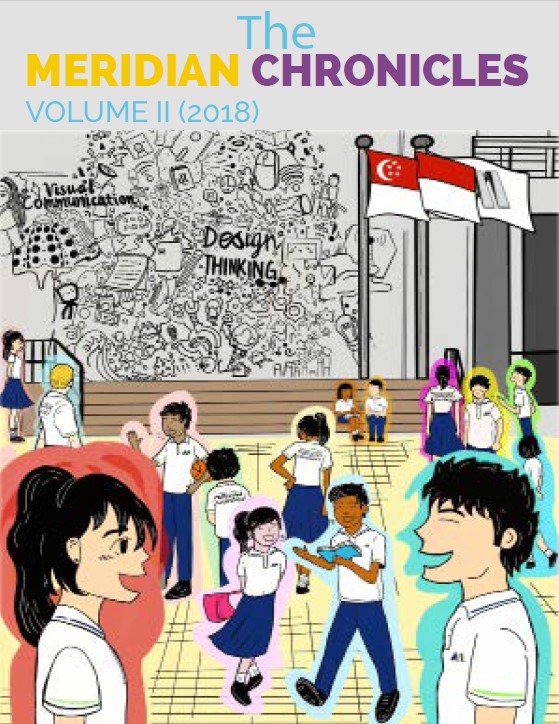 The
MERIDIAN CHRONICLES
VOLUME II (2018)
Visual
Communication
Design
THINKING